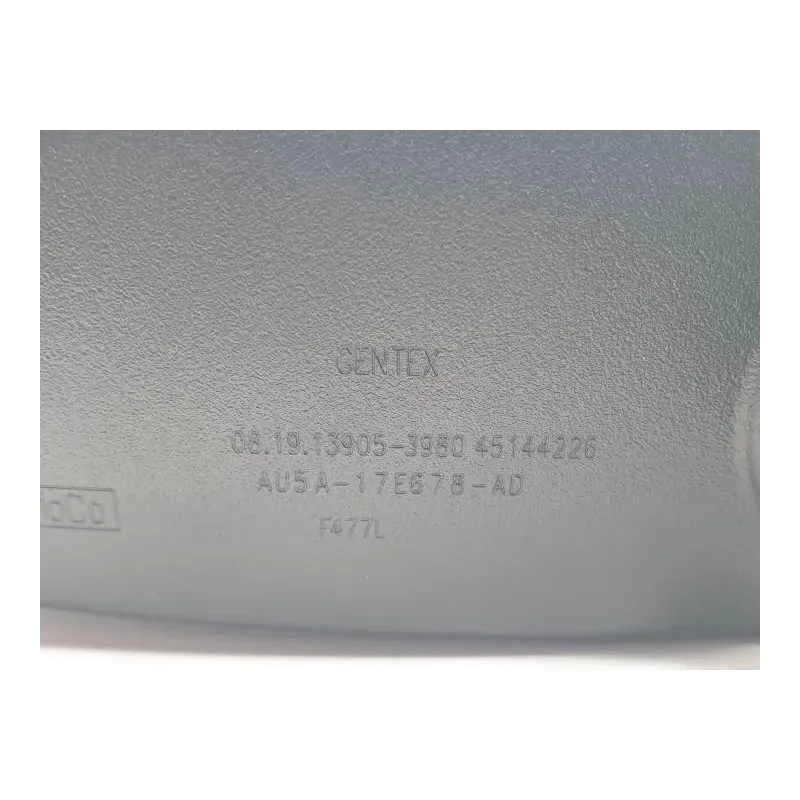 GENTEX
08.19.13905-3980 45144226
AU5A-17E678-AD
F477L